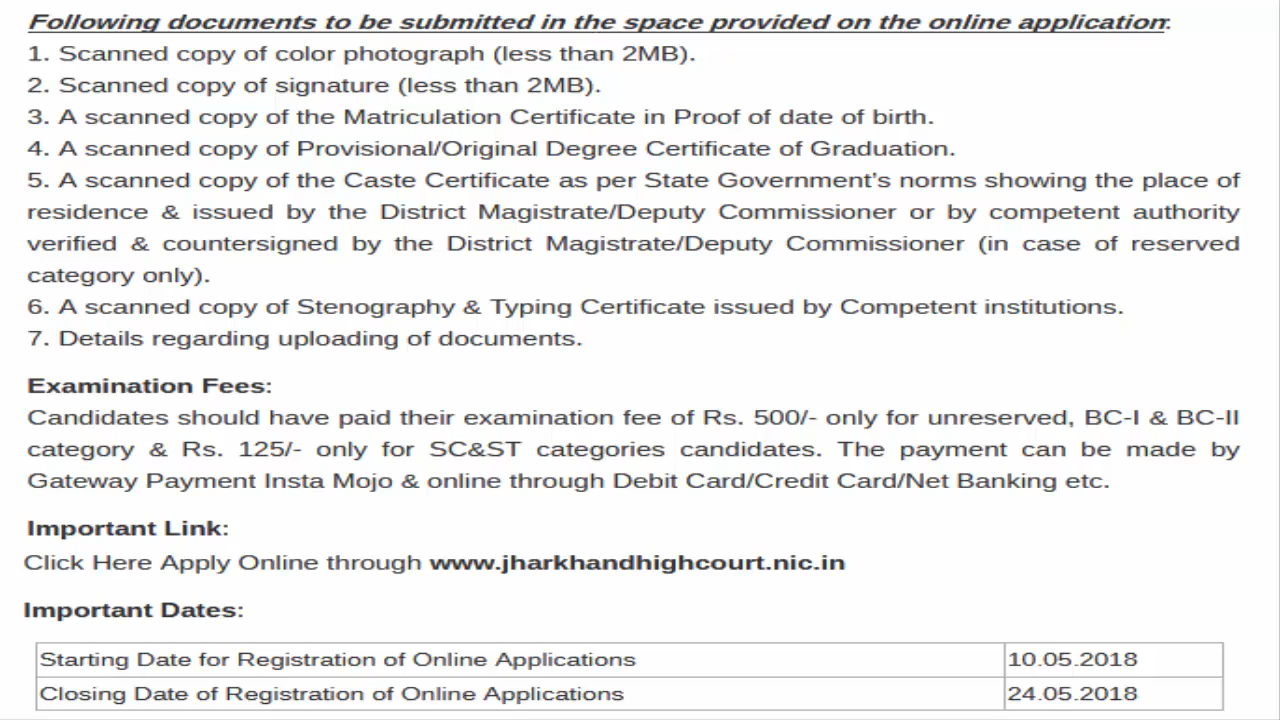 Following documents to be submitted in the space provided on the online application:
1. Scanned copy of color photograph (less than 2MB).
2. Scanned copy of signature (less than 2MB).
3. A scanned copy of the Matriculation Certificate in Proof of date of birth.
4. A scanned copy of Provisional/Original Degree Certificate of Graduation.
5. A scanned copy of the Caste Certificate as per State Government's norms showing the place of
residence & issued by the District Magistrate/Deputy Commissioner or by competent authority
verified & countersigned by the District Magistrate/Deputy Commissioner (in case of reserved
category only).
6. A scanned copy of Stenography & Typing Certificate issued by Competent institutions.
7. Details regarding uploading of documents.
Examination Fees:
Candidates should have paid their examination fee of Rs. 500/- only for unreserved, BC-I & BC-II
category & Rs. 125/- only for SC&ST categories candidates. The payment can be made by
Gateway Payment Insta Mojo & online through Debit Card/Credit Card/Net Banking etc.
Important Link:
Click Here Apply Online through www.jharkhandhighcourt.nic.in
Important Dates:
Starting Date for Registration of Online Applications 10.05.2018
Closing Date of Registration of Online Applications 24.05.2018